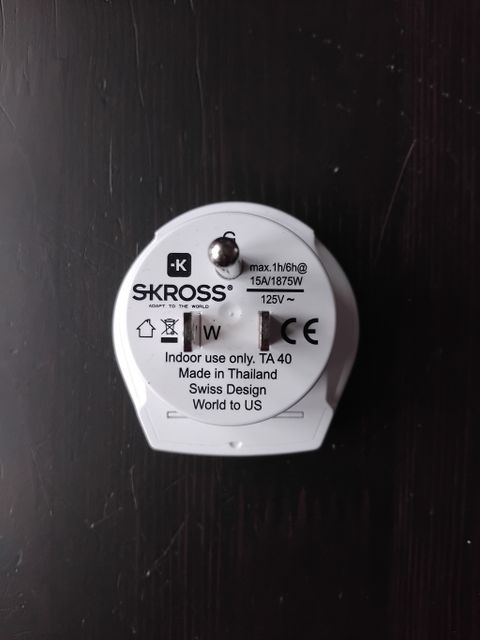 G
-K
SKROSS®
ADAPT TO THE WORLD
max.1h/6h@
15A/1875W
125V~
W
CE
Indoor use only. TA 40
Made in Thailand
Swiss Design
World to US